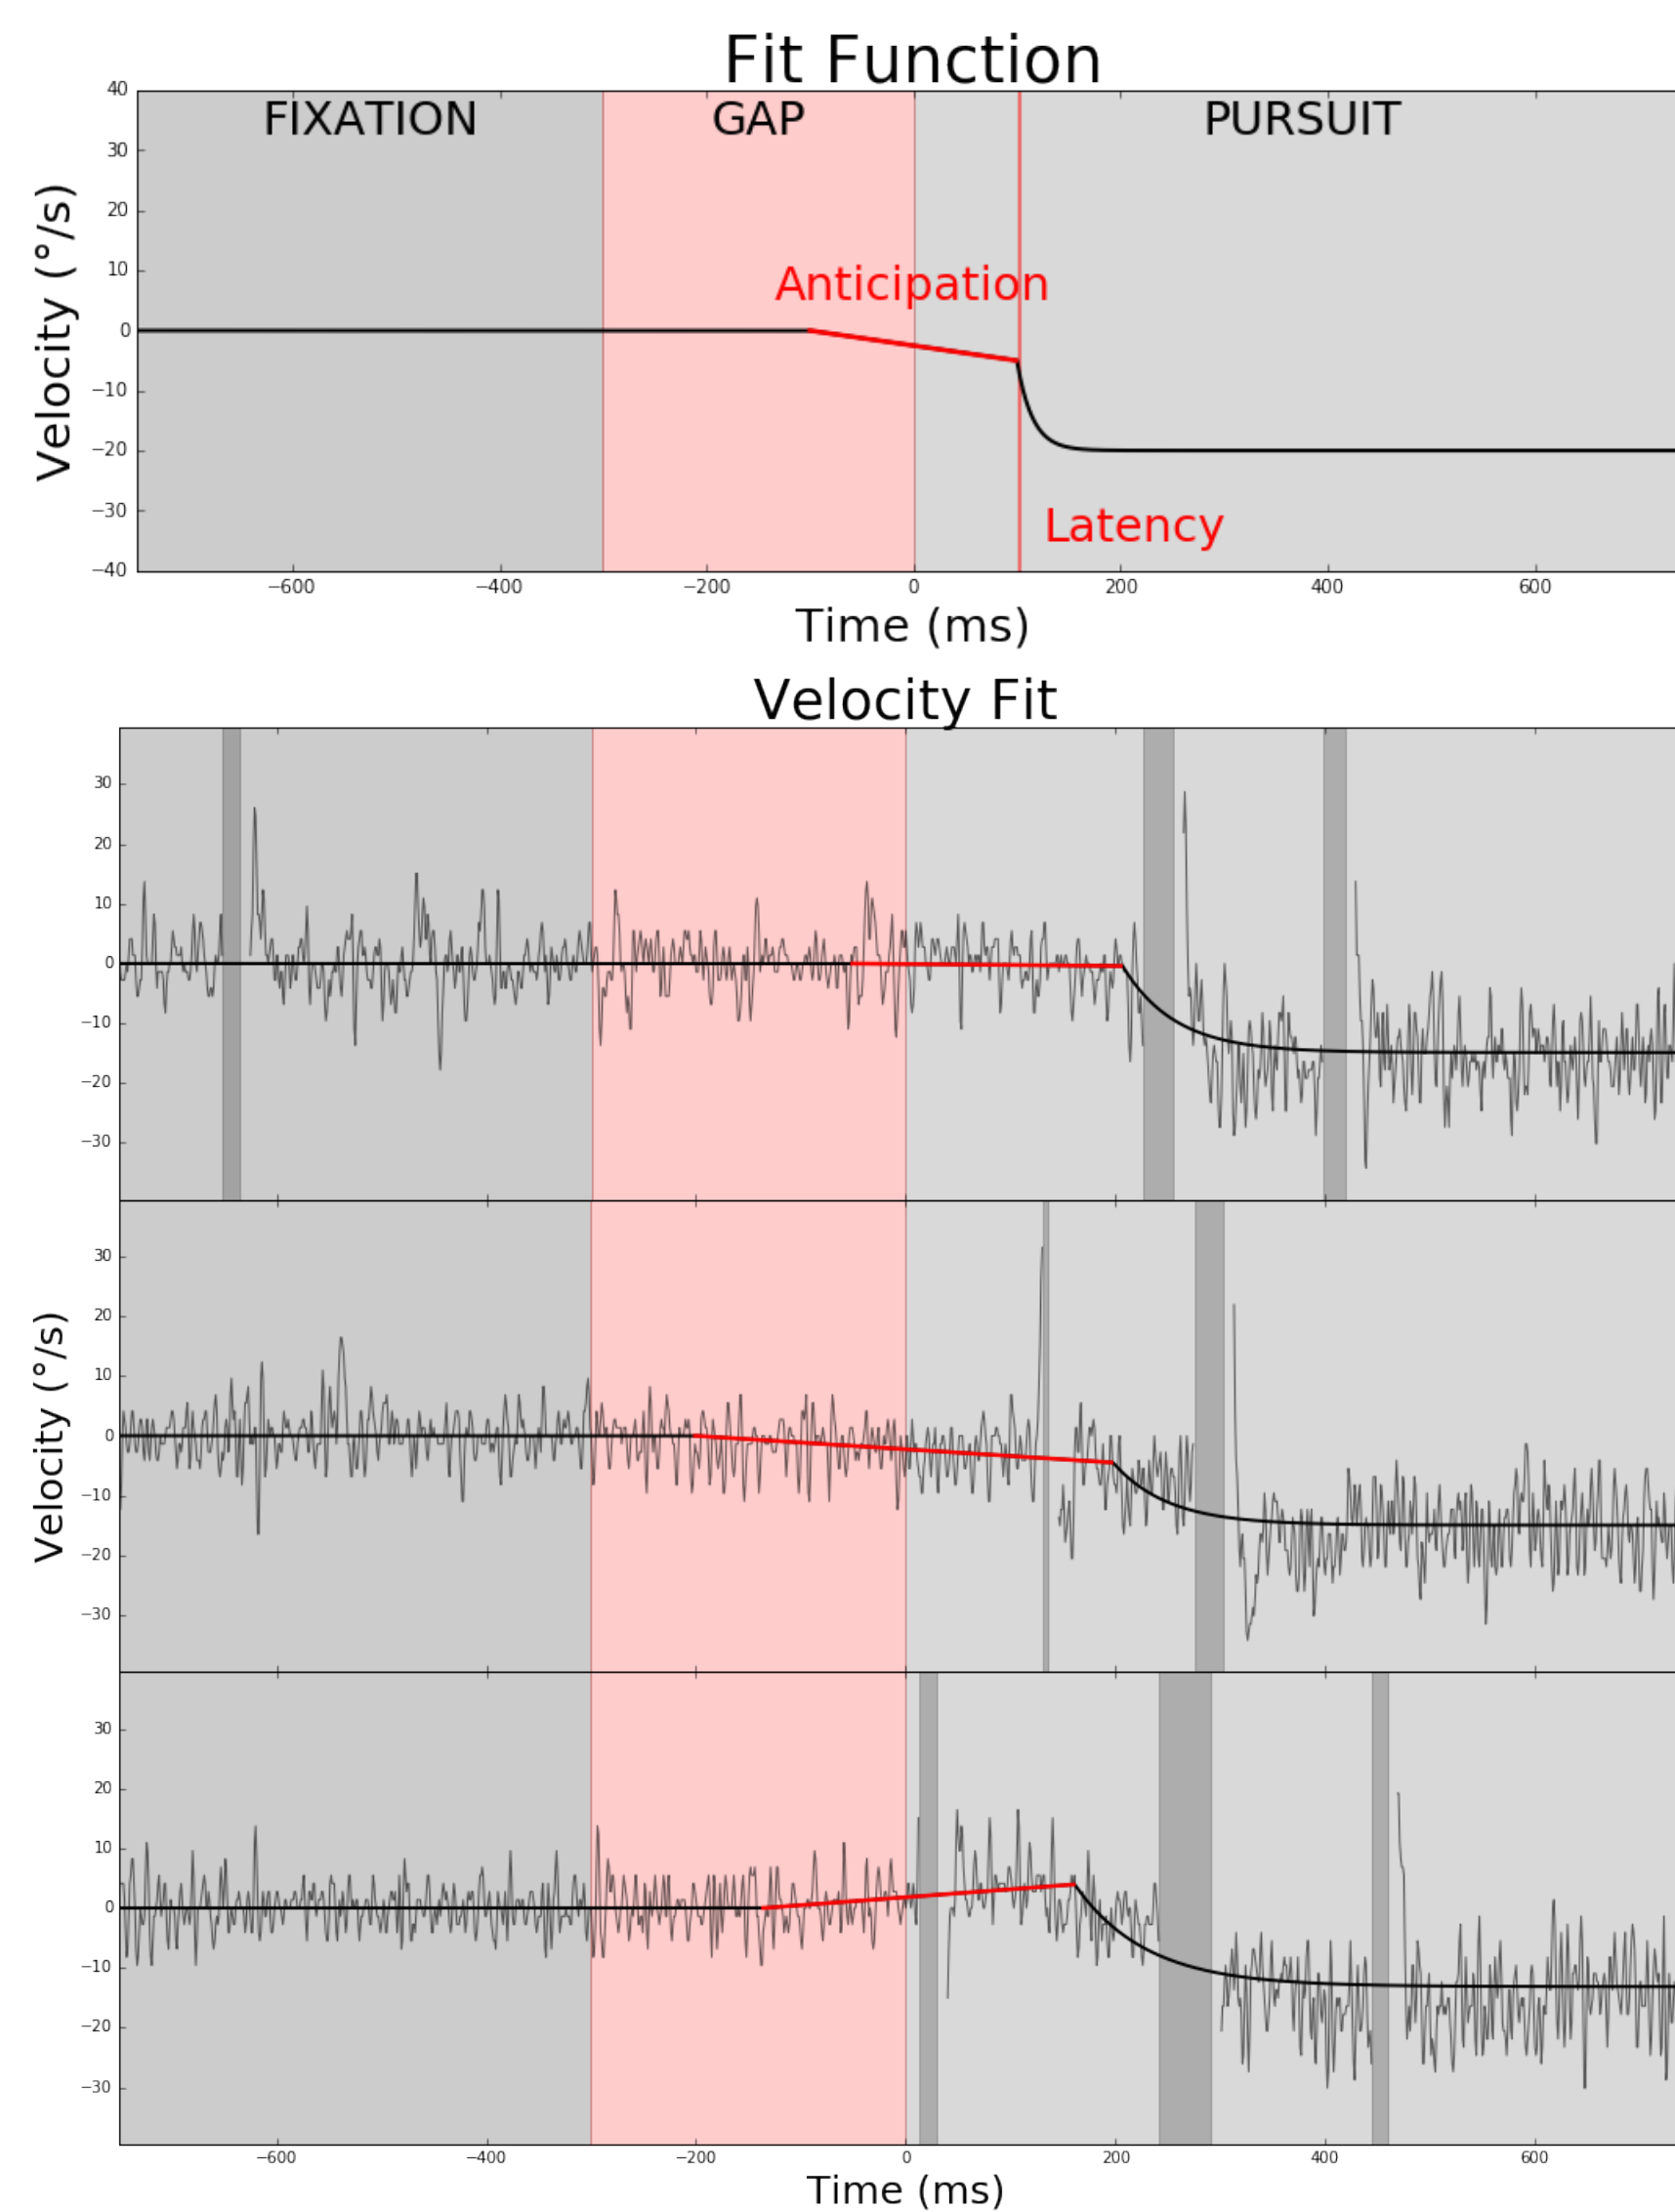 Fit Function
FIXATION GAP PURSUIT
40
30
20
10
0
−10
−20
−30
−40
Velocity (°/s)
Anticipation
Latency
−600 −400 −200 0 200 400 600
Time (ms)
Velocity Fit
30
20
10
0
−10
−20
−30
30
20
10
0
−10
−20
−30
Velocity (°/s)
30
20
10
0
−10
−20
−30
−600 −400 −200 0 200 400 600
Time (ms)